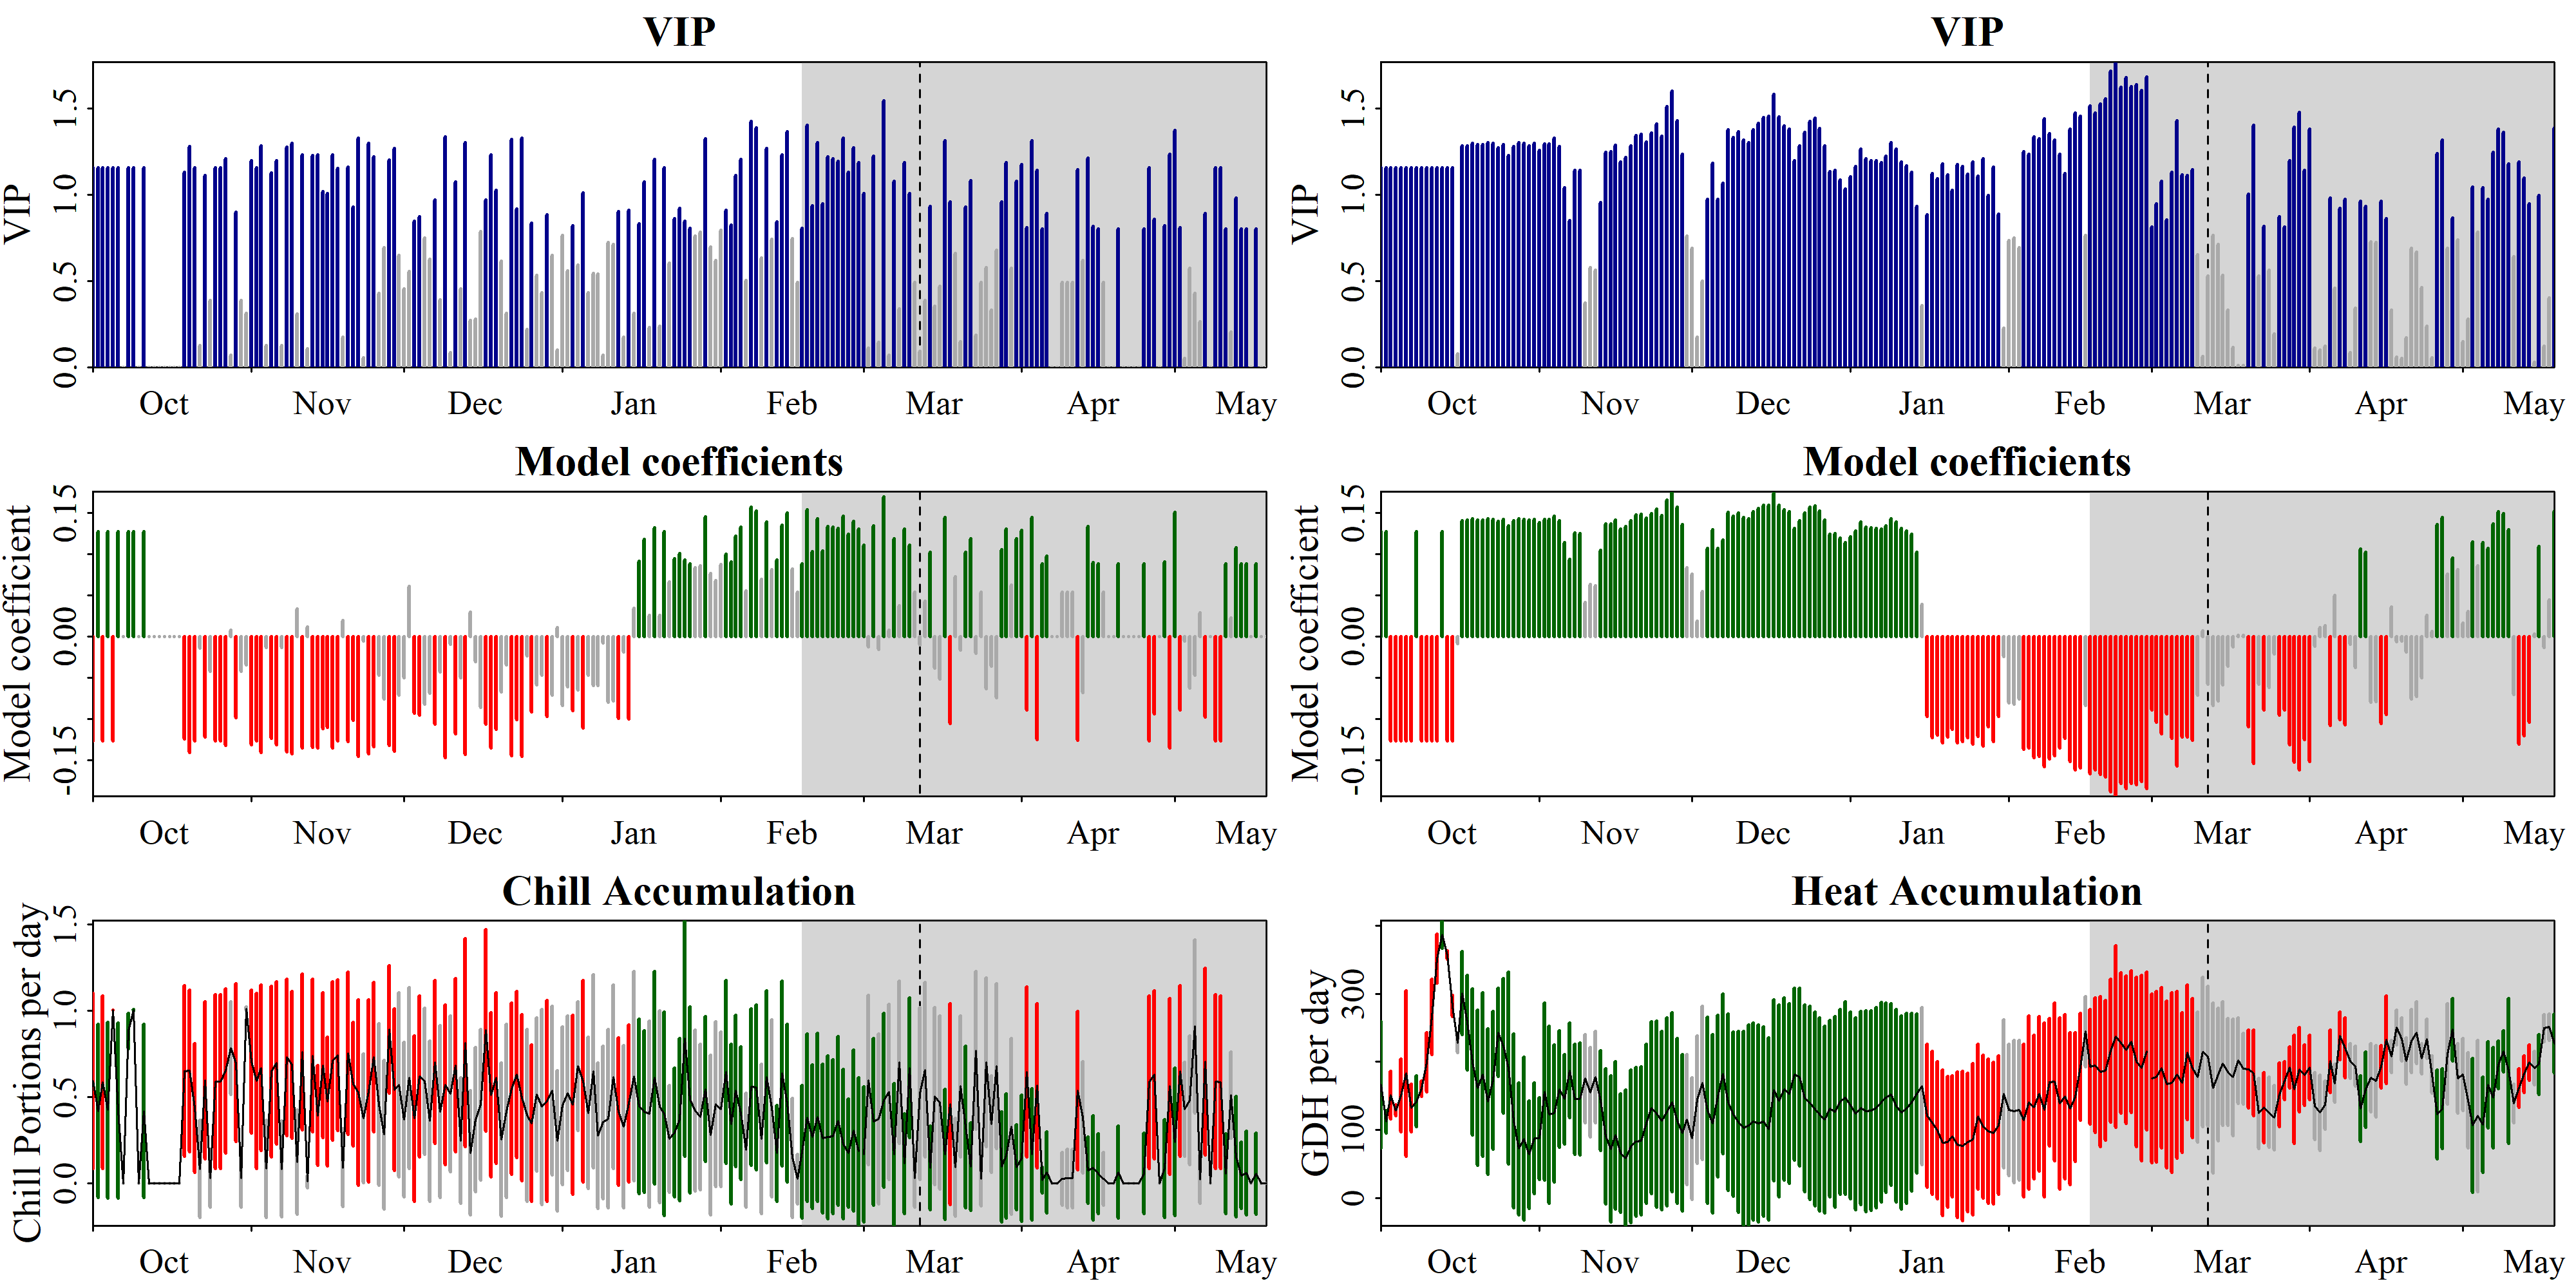 VIP
VIP
1.5
1.0
0.5
0.0
Oct Nov Dec Jan Feb Mar Apr May
VIP
VIP
1.5
1.0
0.5
0.0
Oct Nov Dec Jan Feb Mar Apr May
Model coefficients
Model coefficient
0.15
0.00
-0.15
Oct Nov Dec Jan Feb Mar Apr May
Model coefficients
Model coefficient
0.15
0.00
-0.15
Oct Nov Dec Jan Feb Mar Apr May
Chill Accumulation
Chill Portions per day
1.5
1.0
0.5
0.0
Oct Nov Dec Jan Feb Mar Apr May
Heat Accumulation
GDH per day
300
100
0
Oct Nov Dec Jan Feb Mar Apr May